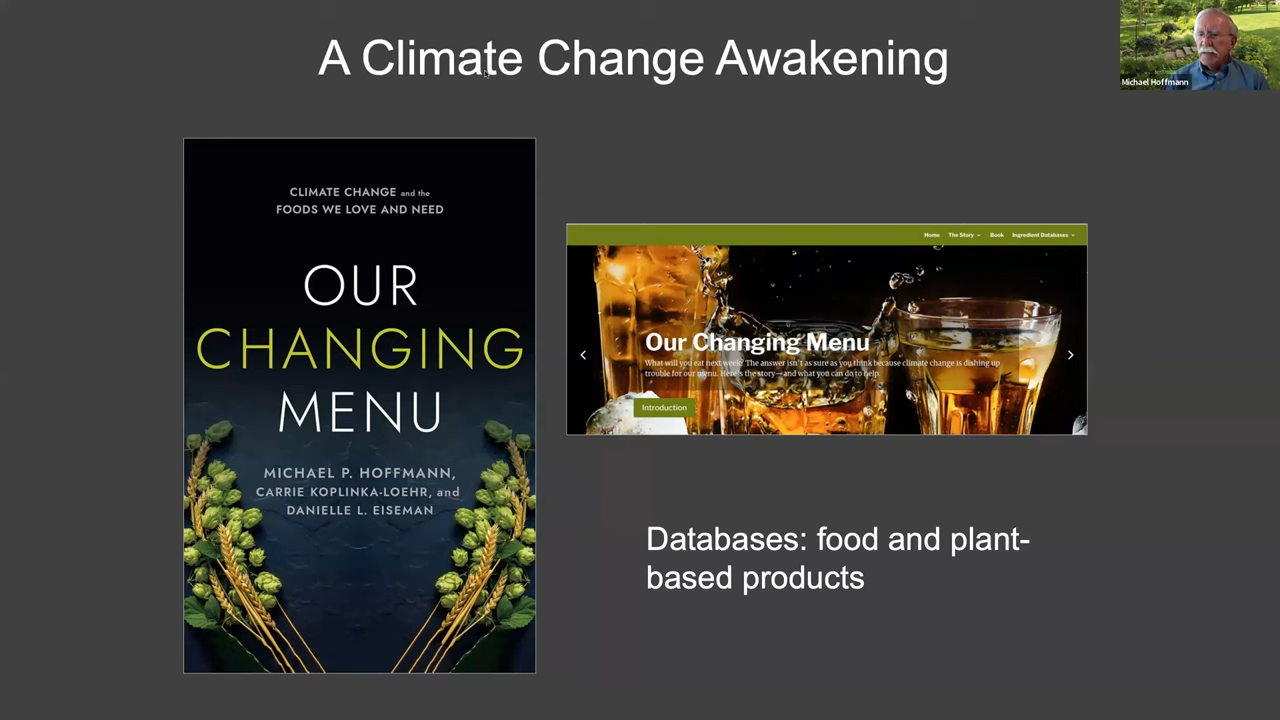 A Climate Change Awakening
Michael Hoffmann
CLIMATE CHANGE and the
FOODS WE LOVE AND NEED
OUR
CHANGING
MENU
MICHAEL P. HOFFMANN,
CARRIE KOPLINKA-LOEHR, and
DANIELLE L. EISEMAN
Home The Story Book Ingredient Databases
Our Changing Menu
What will you eat next week? The answer isn't as sure as you think because climate change is dishing up
trouble for our menu. Here's the story—and what you can do to help.
Introduction
Databases: food and plant-
based products